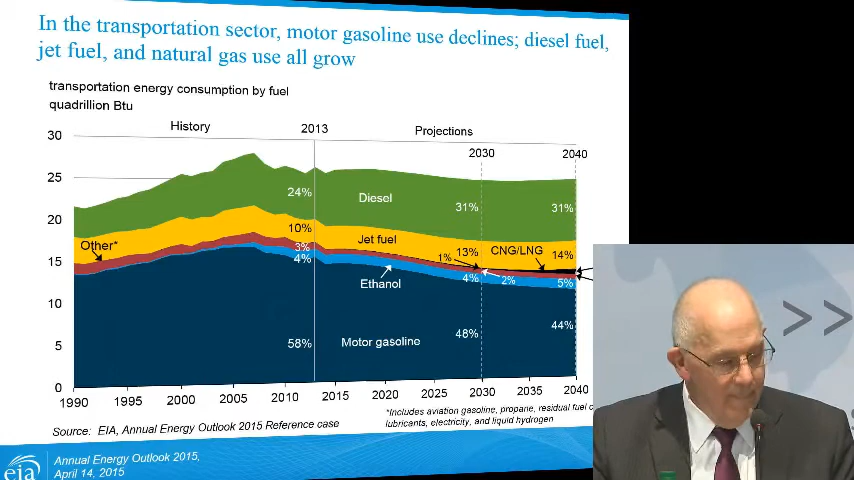 In the transportation sector, motor gasoline use declines; diesel fuel,
jet fuel, and natural gas use all grow
transportation energy consumption by fuel
quadrillion Btu
History
2013
Projections
2030
2040
30
25
20
15
10
5
0
24%
Diesel
31%
31%
10%
Jet fuel
13%
CNG/LNG
14%
Other*
3%
1%
4%
Ethanol
4%
2%
5%
58%
Motor gasoline
48%
44%
1990
1995
2000
2005
2010
2015
2020
2025
2030
2035
2040
*Includes aviation gasoline, propane, residual fuel
lubricants, electricity, and liquid hydrogen
Source: EIA, Annual Energy Outlook 2015 Reference case
eia
Annual Energy Outlook 2015,
April 14, 2015
>>